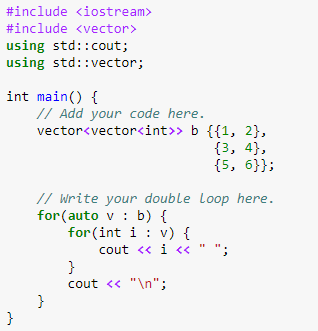 #include <iostream>
#include <vector>
using std::cout;
using std::vector;

int main() {
    // Add your code here.
    vector<vector<int>> b {{1, 2},
                           {3, 4},
                           {5, 6}};

    // Write your double loop here.
    for(auto v : b) {
        for(int i : v) {
            cout << i << " ";
        }
        cout << "\n";
    }
}